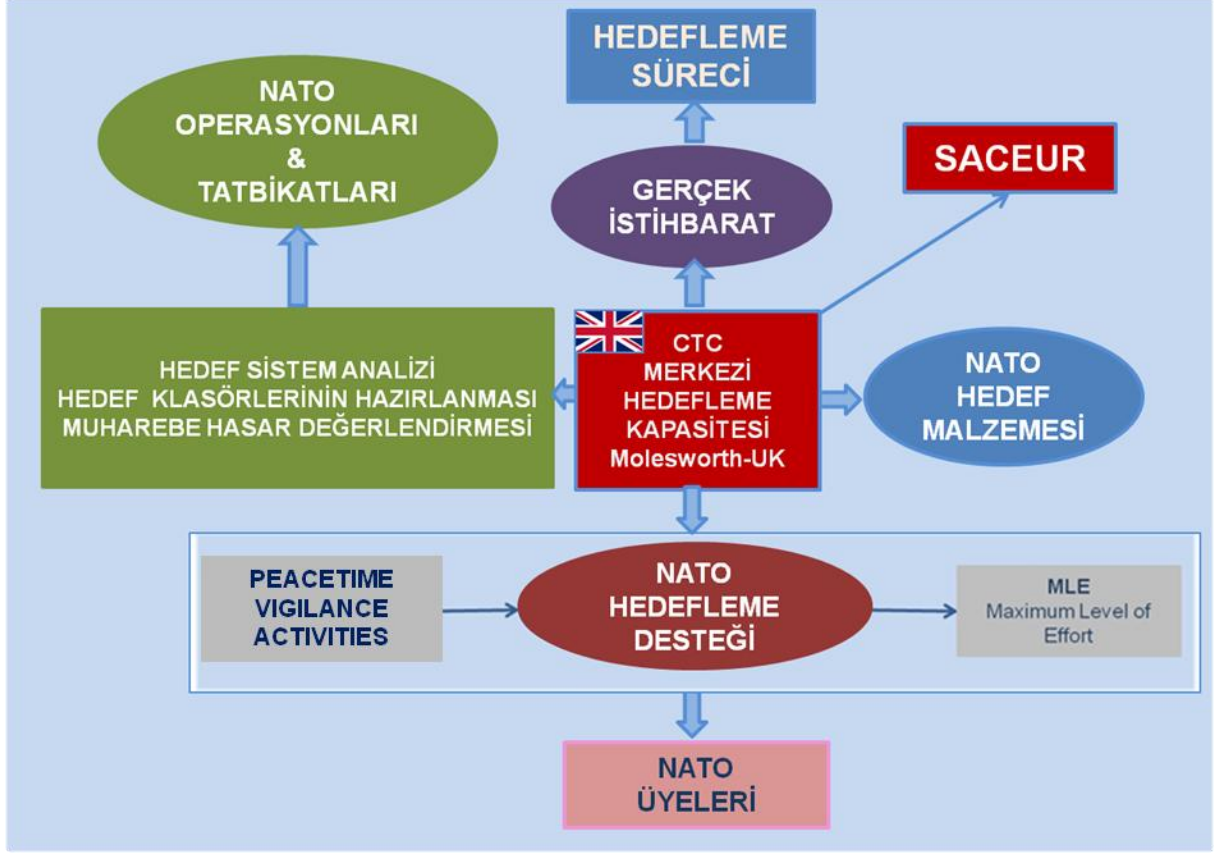 HEDEFLEME
SÜRECİ
NATO
OPERASYONLARI
&
TATBİKATLARI
GERÇEK
İSTİHBARAT
SACEUR
HEDEF SİSTEM ANALİZİ
HEDEF KLASÖRLERİNİN HAZIRLANMASI
MUHAREBE HASAR DEĞERLENDİRMESİ
CTC
MERKEZİ
HEDEFLEME
KAPASİTESİ
Molesworth-UK
NATO
HEDEF
MALZEMESİ
PEACETIME
VIGILANCE
ACTIVITIES
NATO
HEDEFLEME
DESTEĞİ
MLE
Maximum Level of
Effort
NATO
ÜYELERİ